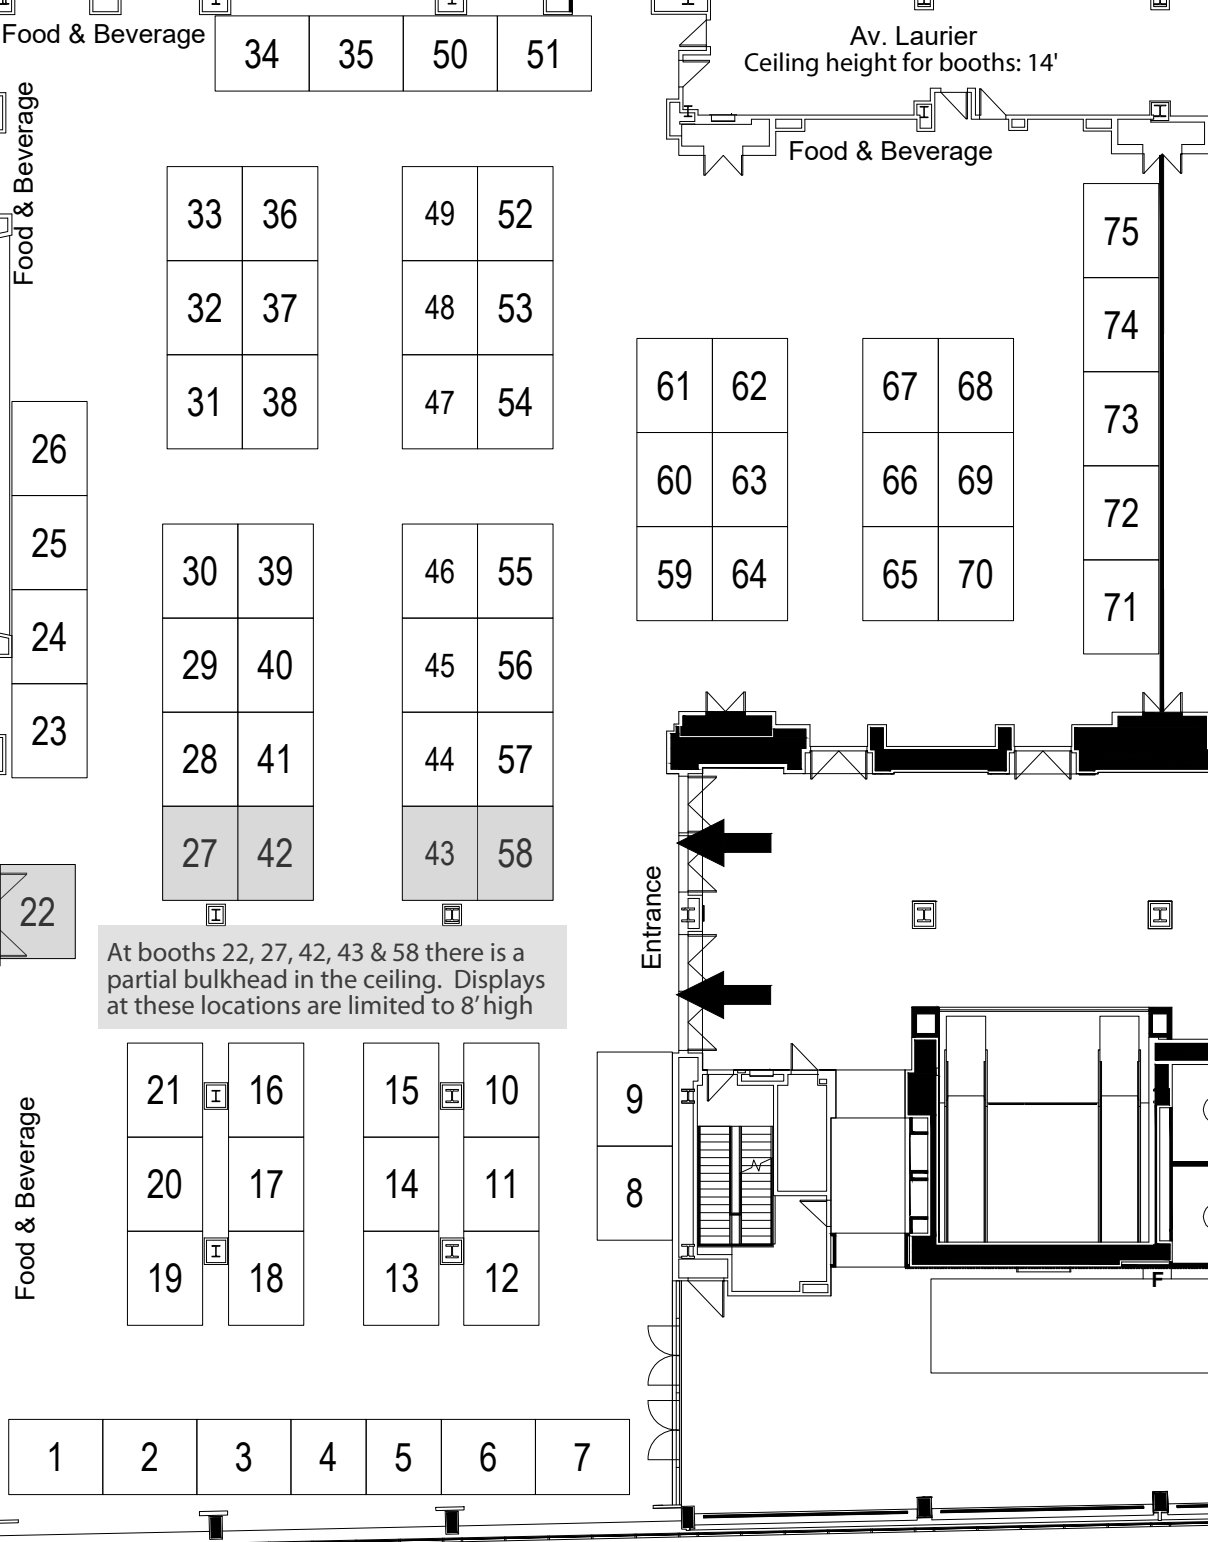 Food & Beverage
34 35 50 51
Av. Laurier
Ceiling height for booths: 14'
Food & Beverage
Food & Beverage
33 36 49 52
75
32 37 48 53
74
31 38 47 54
61 62 67 68
73
26
60 63 66 69
72
25
30 39 46 55
59 64 65 70
71
24
29 40 45 56
23
28 41 44 57
27 42 43 58
22
Entrance
At booths 22, 27, 42, 43 & 58 there is a
partial bulkhead in the ceiling. Displays
at these locations are limited to 8' high
21 16 15 10
9
20 17 14 11
8
Food & Beverage
19 18 13 12
F
1 2 3 4 5 6 7